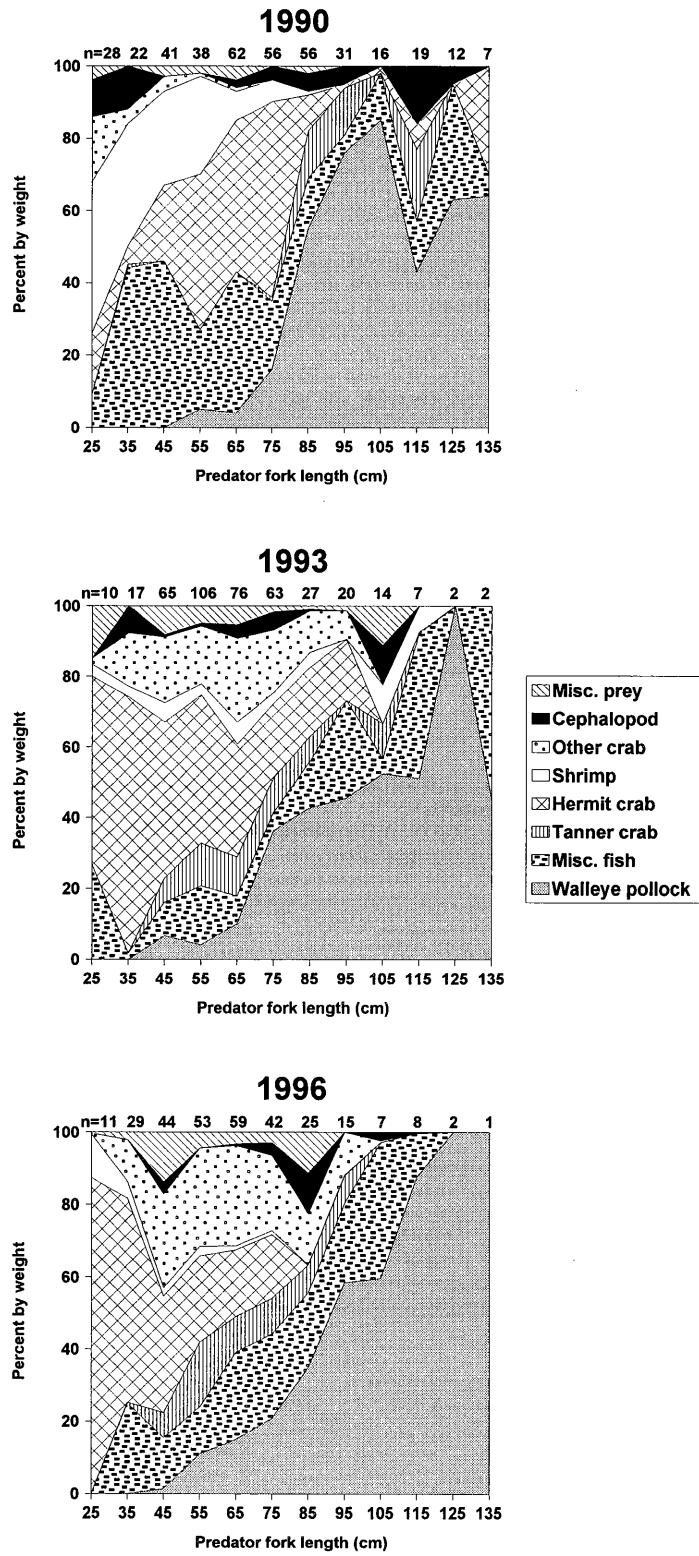 1990
n=28 22 41 38 62 56 56 31 16 19 12 7
100
80
60
40
20
0
Percent by weight
25 35 45 55 65 75 85 95 105 115 125 135
Predator fork length (cm)
1993
n=10 17 65 106 76 63 27 20 14 7 2 2
100
80
60
40
20
0
Percent by weight
25 35 45 55 65 75 85 95 105 115 125 135
Predator fork length (cm)
Misc. prey
Cephalopod
Other crab
Shrimp
Hermit crab
Tanner crab
Misc. fish
Walleye pollock
1996
n=11 29 44 53 59 42 25 15 7 8 2 1
100
80
60
40
20
0
Percent by weight
25 35 45 55 65 75 85 95 105 115 125 135
Predator fork length (cm)